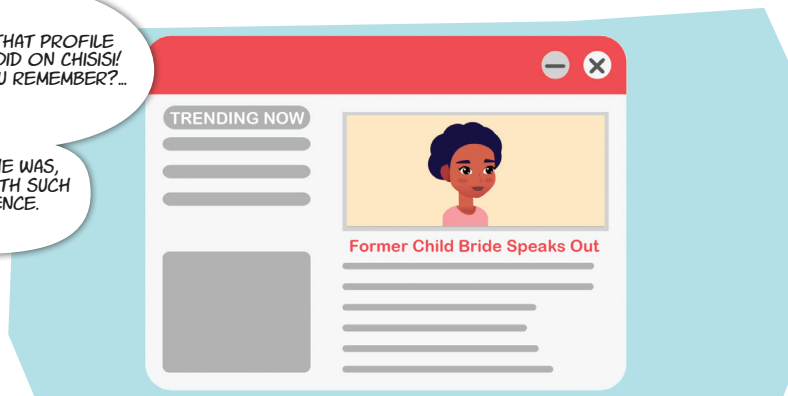 THAT PROFILE
DID ON CHISISI!
REMEMBER?...
WAS,
SUCH
TRENDING NOW
Former Child Bride Speaks Out